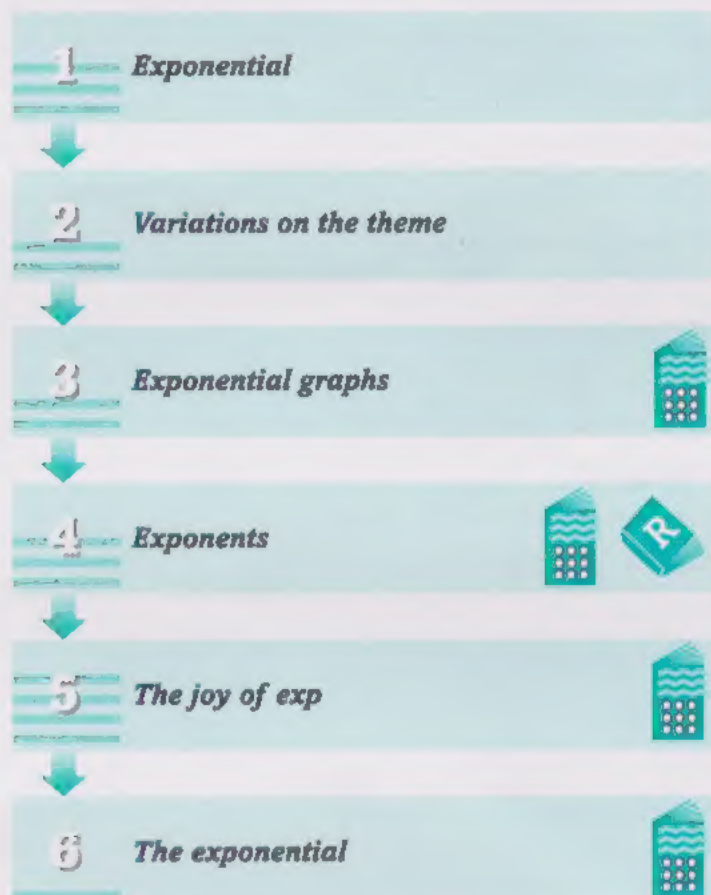 1 Exponential
2 Variations on the theme
3 Exponential graphs
4 Exponents
R
5 The joy of exp
6 The exponential